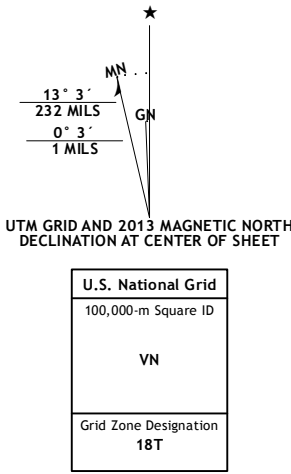 ★
MN
13° 3´
232 MILS
GN
0° 3´
1 MILS
UTM GRID AND 2013 MAGNETIC NORTH
DECLINATION AT CENTER OF SHEET
U.S. National Grid
100,000-m Square ID
VN
Grid Zone Designation
18T